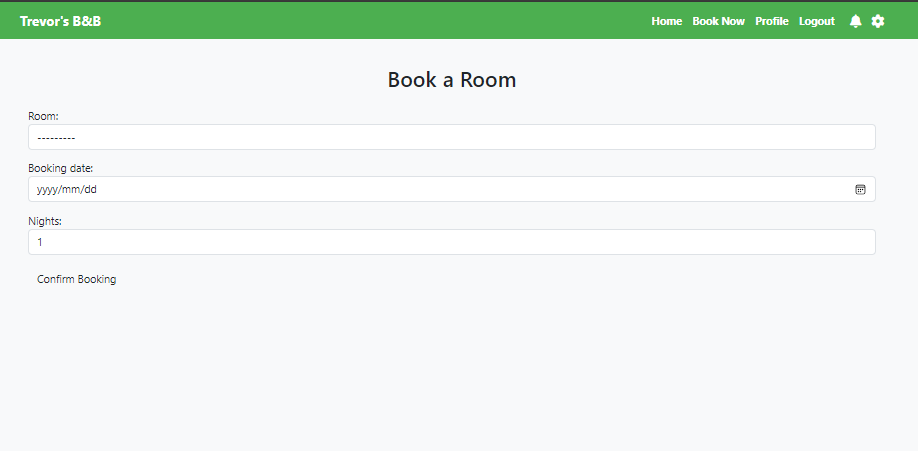 Trevor's B&B
Home Book Now Profile Logout
Book a Room
Room:
---------
Booking date:
yyyy/mm/dd
Nights:
1
Confirm Booking